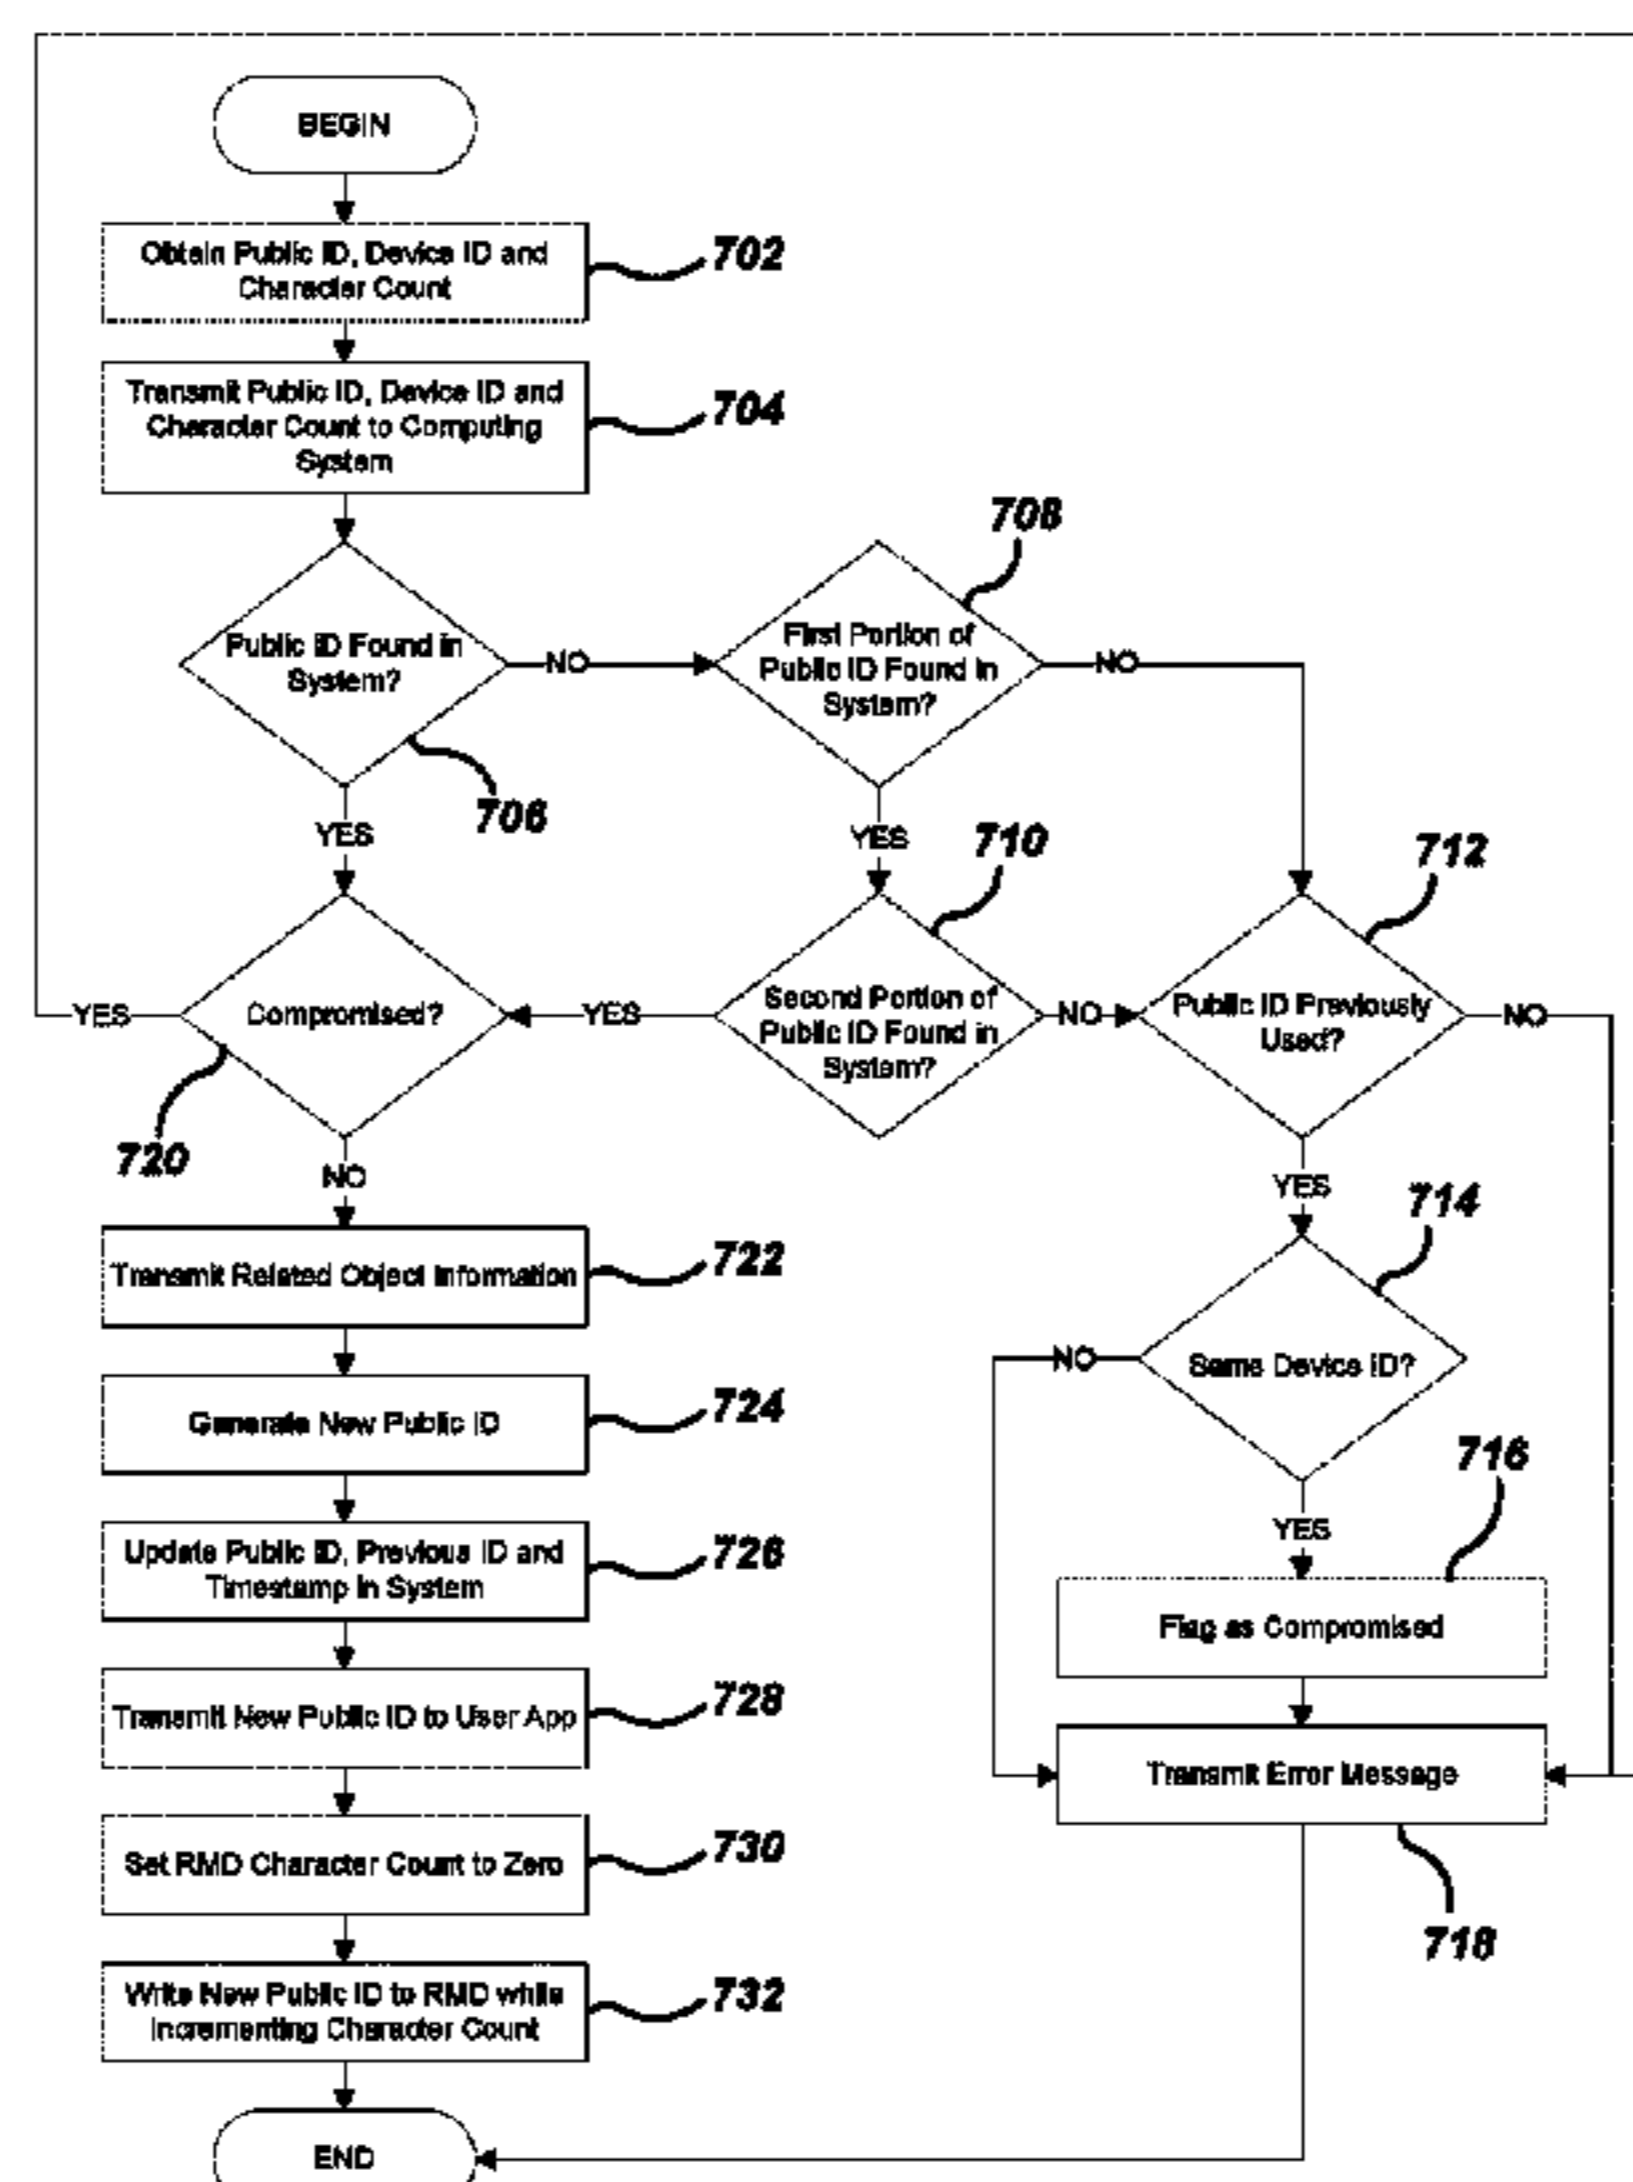 BEGIN
Obtain Public ID, Device ID and
Character Count
702
Transmit Public ID, Device ID and
Character Count to Computing
System
704
Public ID Found in
System?
706
NO
First Portion of
Public ID Found in
System?
708
NO
YES
YES
710
712
YES
Compromised?
720
YES
Second Portion of
Public ID Found in
System?
NO
Public ID Previously
Used?
NO
NO
YES
Transmit Related Object Information
722
714
Same Device ID?
NO
YES
Generate New Public ID
724
716
Flag as Compromised
Update Public ID, Previous ID and
Timestamp in System
726
Transmit New Public ID to User App
728
Transmit Error Message
718
Set RMD Character Count to Zero
730
Write New Public ID to RMD while
Incrementing Character Count
732
END